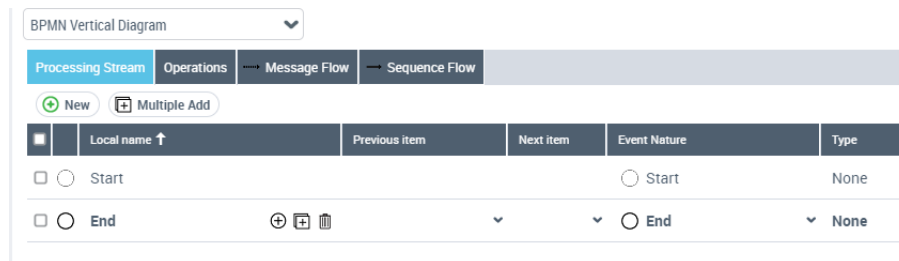 BPMN Vertical Diagram
Processing Stream Operations Message Flow Sequence Flow
New Multiple Add
Local name Previous item Next item Event Nature Type
Start Start None
End End None